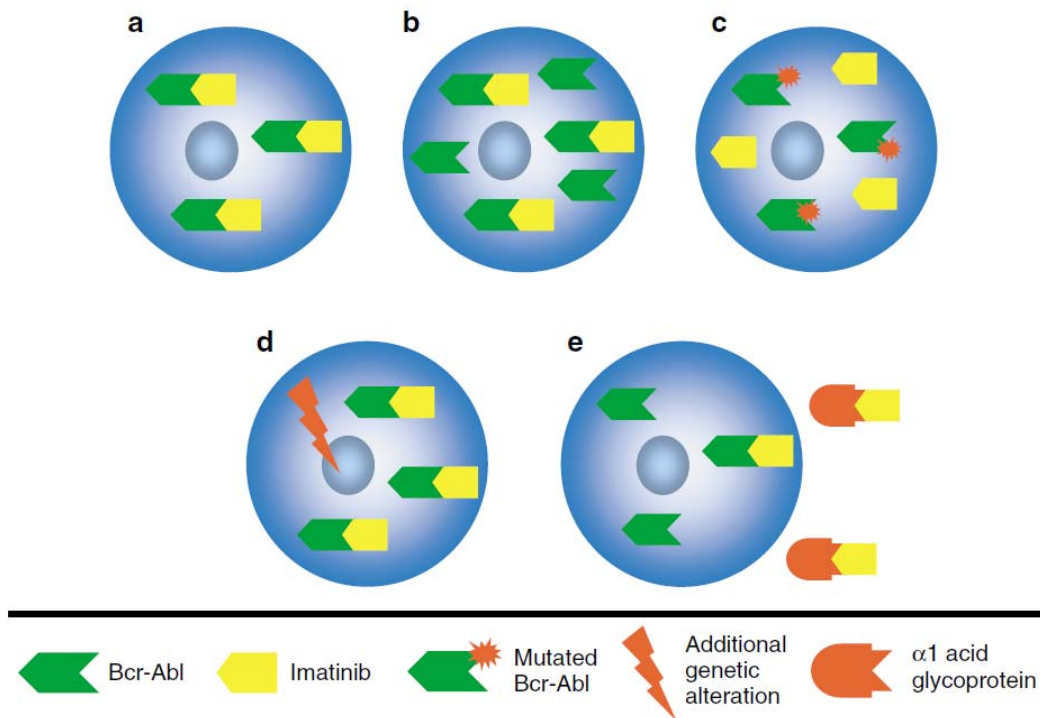 a
b
c
d
e
Bcr-Abl
Imatinib
Mutated
Bcr-Abl
Additional
genetic
alteration
α1 acid
glycoprotein